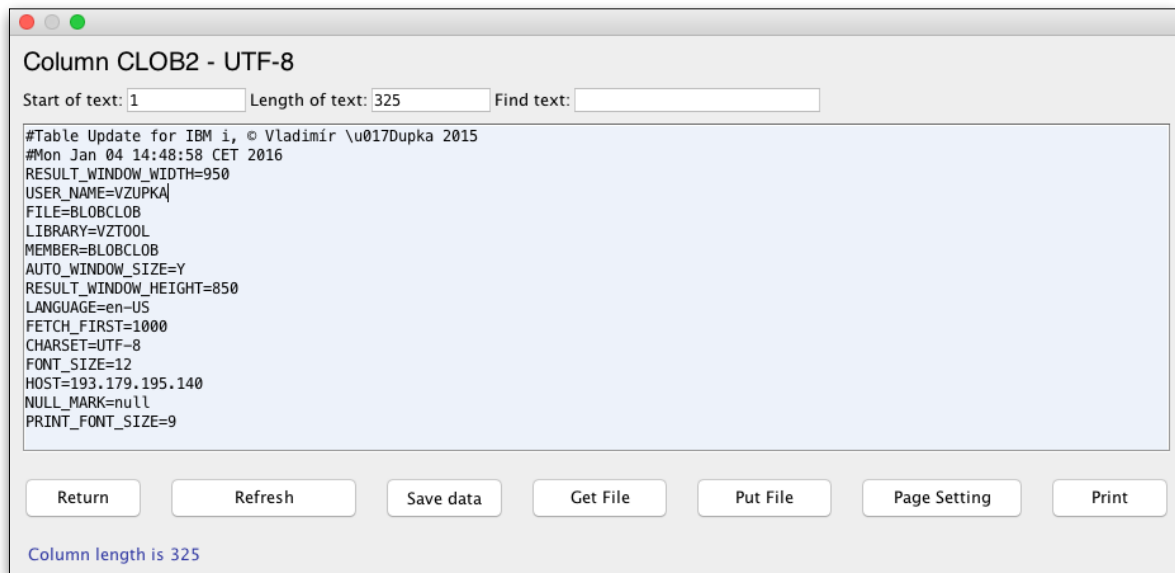 Column CLOB2 - UTF-8
Start of text: 1 Length of text: 325 Find text:
#Table Update for IBM i, © Vladimír \u017Dupka 2015
#Mon Jan 04 14:48:58 CET 2016
RESULT_WINDOW_WIDTH=950
USER_NAME=VZUPKA
FILE=BLOBCLOB
LIBRARY=VZTOOL
MEMBER=BLOBCLOB
AUTO_WINDOW_SIZE=Y
RESULT_WINDOW_HEIGHT=850
LANGUAGE=en-US
FETCH_FIRST=1000
CHARSET=UTF-8
FONT_SIZE=12
HOST=193.179.195.140
NULL_MARK=null
PRINT_FONT_SIZE=9
Return Refresh Save data Get File Put File Page Setting Print
Column length is 325